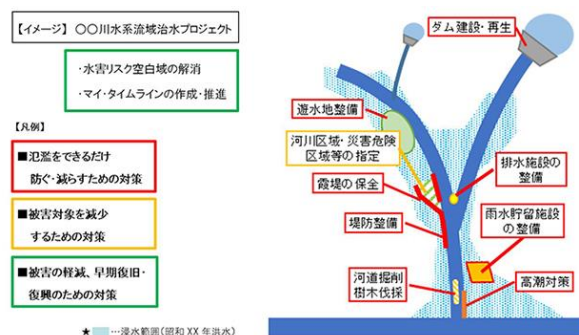 【イメージ】 〇〇川水系流域治水プロジェクト
・水害リスク空白域の解消
・マイ・タイムラインの作成・推進
【凡例】
■氾濫をできるだけ
防ぐ・減らすための対策
■被害対象を減少
するための対策
■被害の軽減、早期復旧・
復興のための対策
★ …浸水範囲(昭和XX年洪水)
ダム建設・再生
遊水地整備
河川区域・災害危険
区域等の指定
霞堤の保全
堤防整備
排水施設の
整備
雨水貯留施設
の整備
河道掘削
樹木伐採
高潮対策